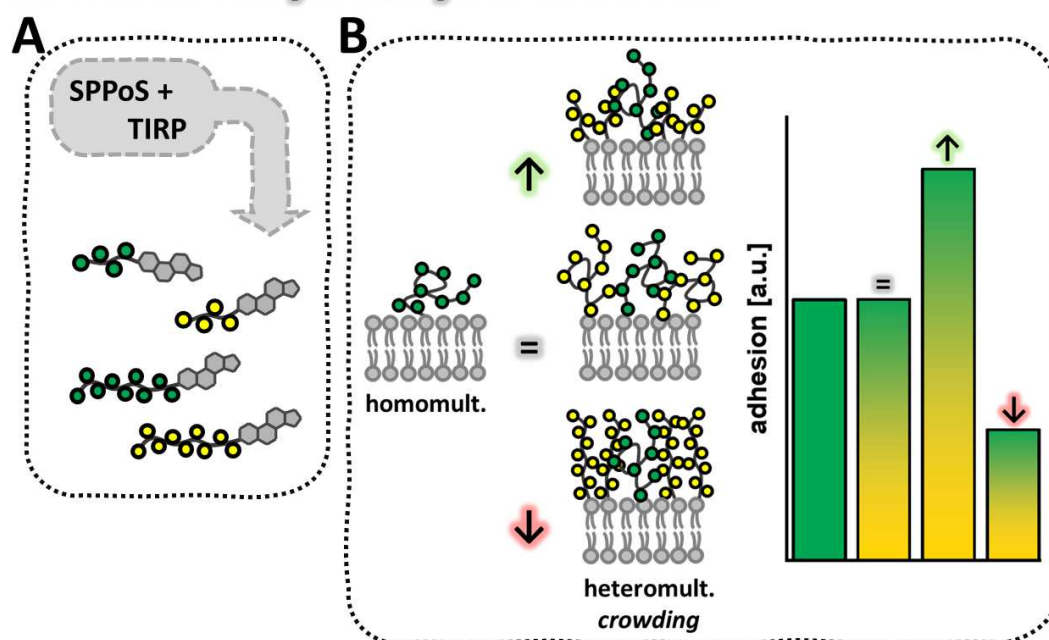 A
B
SPPoS +
TIRP
↑
↑
=
=
homomult.
adhesion [a.u.]
↓
↓
heteromult.
crowding